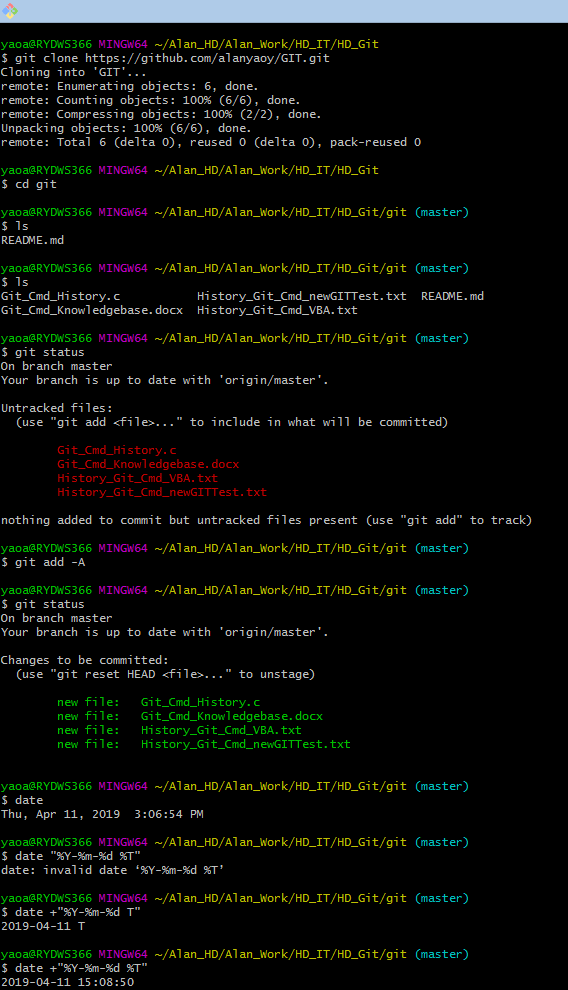 yaoa@RYDWS366 MINGW64 ~/Alan_HD/Alan_Work/HD_IT/HD_Git
$ git clone https://github.com/alanyaoy/GIT.git
Cloning into 'GIT'...
remote: Enumerating objects: 6, done.
remote: Counting objects: 100% (6/6), done.
remote: Compressing objects: 100% (2/2), done.
Unpacking objects: 100% (6/6), done.
remote: Total 6 (delta 0), reused 0 (delta 0), pack-reused 0
yaoa@RYDWS366 MINGW64 ~/Alan_HD/Alan_Work/HD_IT/HD_Git
$ cd git
yaoa@RYDWS366 MINGW64 ~/Alan_HD/Alan_Work/HD_IT/HD_Git/git (master)
$ ls
README.md
yaoa@RYDWS366 MINGW64 ~/Alan_HD/Alan_Work/HD_IT/HD_Git/git (master)
$ ls
Git_Cmd_History.c           History_Git_Cmd_newGITTest.txt  README.md
Git_Cmd_Knowledgebase.docx  History_Git_Cmd_VBA.txt
yaoa@RYDWS366 MINGW64 ~/Alan_HD/Alan_Work/HD_IT/HD_Git/git (master)
$ git status
On branch master
Your branch is up to date with 'origin/master'.
Untracked files:
  (use "git add <file>..." to include in what will be committed)
        Git_Cmd_History.c
        Git_Cmd_Knowledgebase.docx
        History_Git_Cmd_VBA.txt
        History_Git_Cmd_newGITTest.txt
nothing added to commit but untracked files present (use "git add" to track)
yaoa@RYDWS366 MINGW64 ~/Alan_HD/Alan_Work/HD_IT/HD_Git/git (master)
$ git add -A
yaoa@RYDWS366 MINGW64 ~/Alan_HD/Alan_Work/HD_IT/HD_Git/git (master)
$ git status
On branch master
Your branch is up to date with 'origin/master'.
Changes to be committed:
  (use "git reset HEAD <file>..." to unstage)
        new file:   Git_Cmd_History.c
        new file:   Git_Cmd_Knowledgebase.docx
        new file:   History_Git_Cmd_VBA.txt
        new file:   History_Git_Cmd_newGITTest.txt
yaoa@RYDWS366 MINGW64 ~/Alan_HD/Alan_Work/HD_IT/HD_Git/git (master)
$ date
Thu, Apr 11, 2019  3:06:54 PM
yaoa@RYDWS366 MINGW64 ~/Alan_HD/Alan_Work/HD_IT/HD_Git/git (master)
$ date "%Y-%m-%d %T"
date: invalid date ‘%Y-%m-%d %T’
yaoa@RYDWS366 MINGW64 ~/Alan_HD/Alan_Work/HD_IT/HD_Git/git (master)
$ date +"%Y-%m-%d T"
2019-04-11 T
yaoa@RYDWS366 MINGW64 ~/Alan_HD/Alan_Work/HD_IT/HD_Git/git (master)
$ date +"%Y-%m-%d %T"
2019-04-11 15:08:50